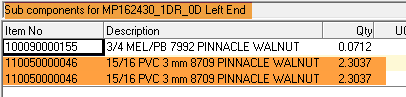 Sub components for MP162430_1DR_0D Left End
Item No Description Qty
100090000155 3/4 MEL/PB 7992 PINNACLE WALNUT 0.0712
110050000046 15/16 PVC 3 mm 8709 PINNACLE WALNUT 2.3037
110050000046 15/16 PVC 3 mm 8709 PINNACLE WALNUT 2.3037